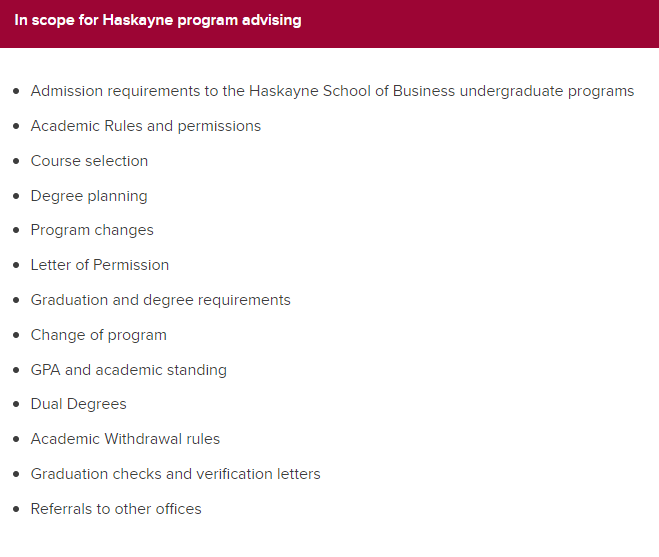 In scope for Haskayne program advising
• Admission requirements to the Haskayne School of Business undergraduate programs
• Academic Rules and permissions
• Course selection
• Degree planning
• Program changes
• Letter of Permission
• Graduation and degree requirements
• Change of program
• GPA and academic standing
• Dual Degrees
• Academic Withdrawal rules
• Graduation checks and verification letters
• Referrals to other offices